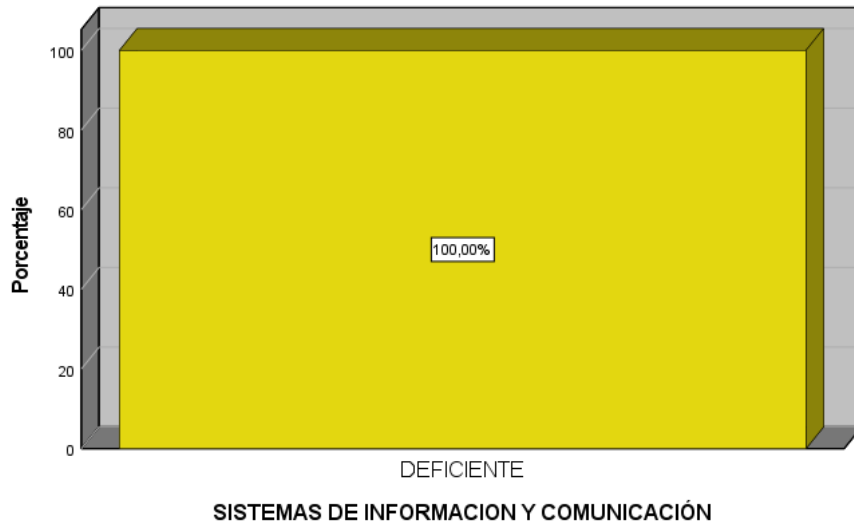 Porcentaje
100
80
60
40
20
0
100,00%
DEFICIENTE
SISTEMAS DE INFORMACION Y COMUNICACIÓN